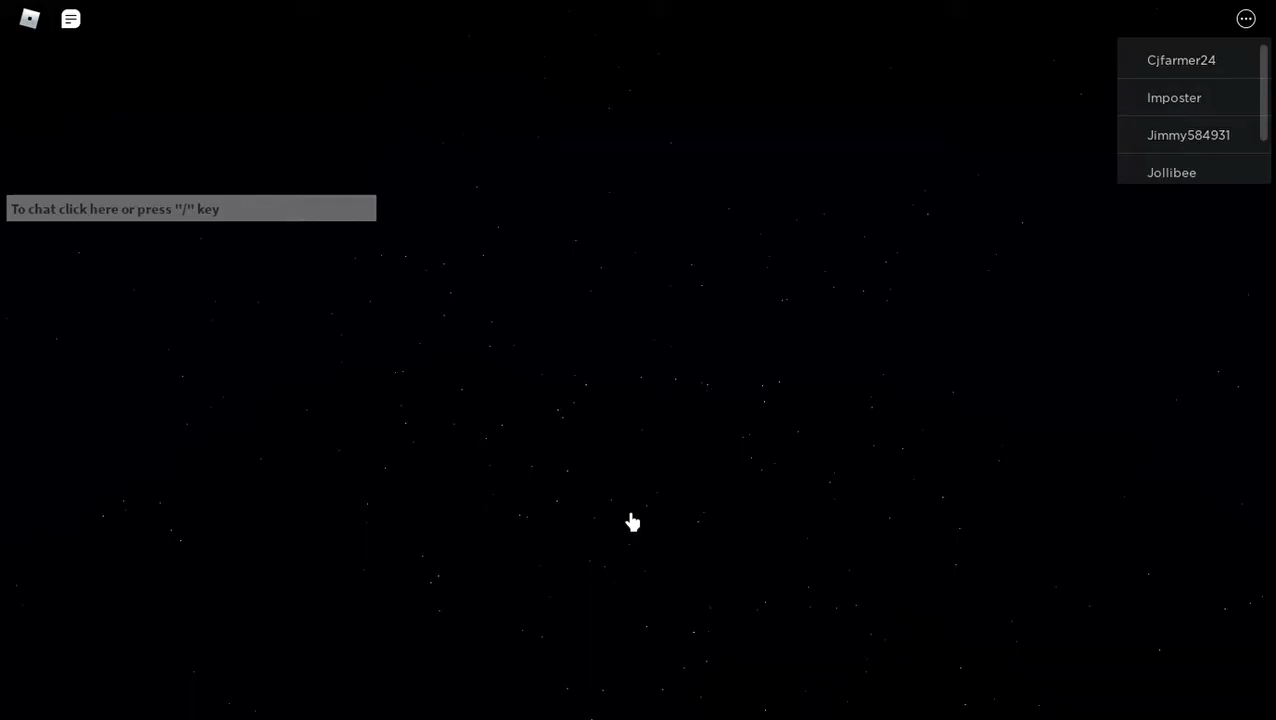 Cjfarmer24
Imposter
Jimmy584931
Jollibee
To chat click here or press "/" key